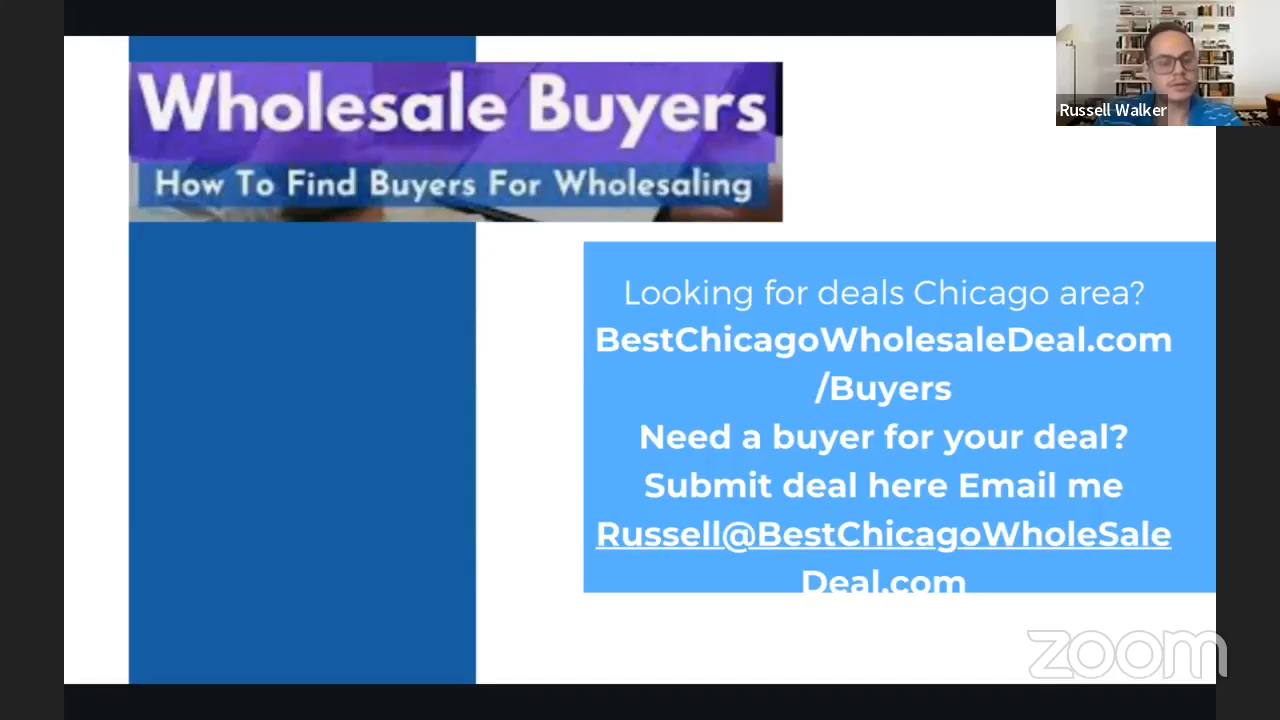 Wholesale Buyers
How To Find Buyers For Wholesaling
Russell Walker
Looking for deals Chicago area?
BestChicagoWholesaleDeal.com
/Buyers
Need a buyer for your deal?
Submit deal here Email me
Russell@BestChicagoWholeSale
Deal.com
zoom